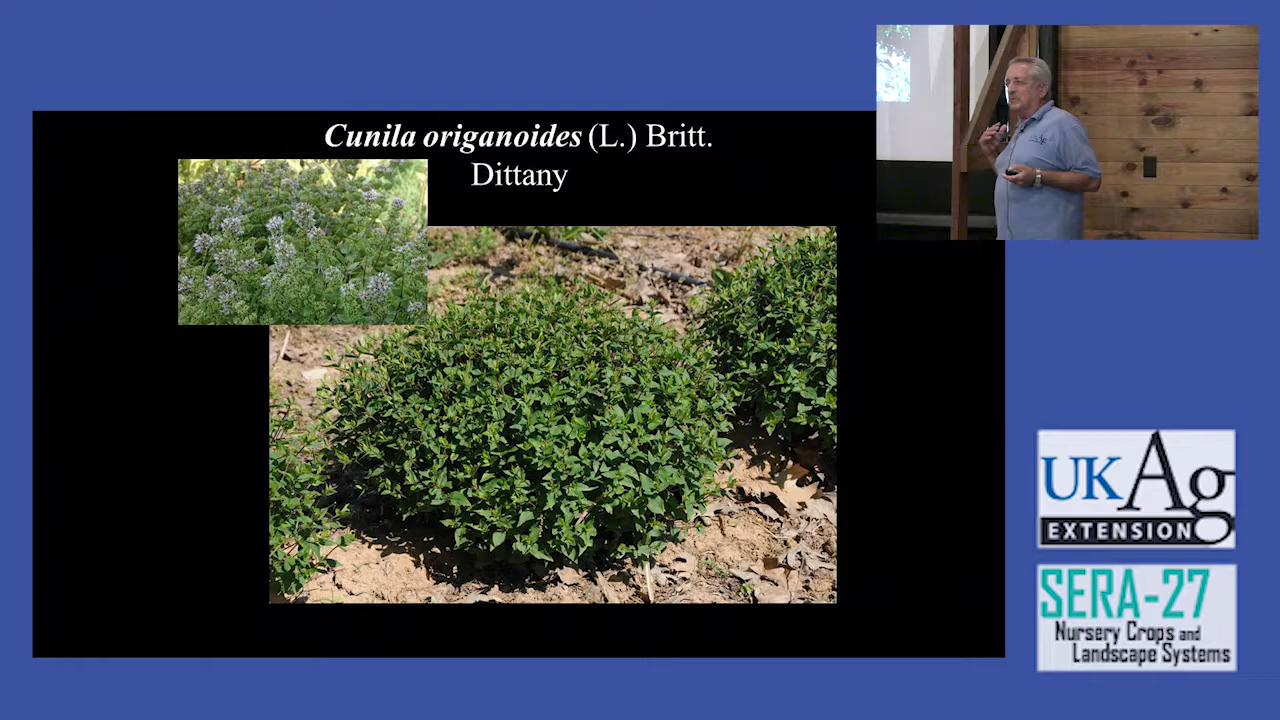 Cunila origanoides (L.) Britt.
Dittany
UKAg
EXTENSION
SERA-27
Nursery Crops and
Landscape Systems